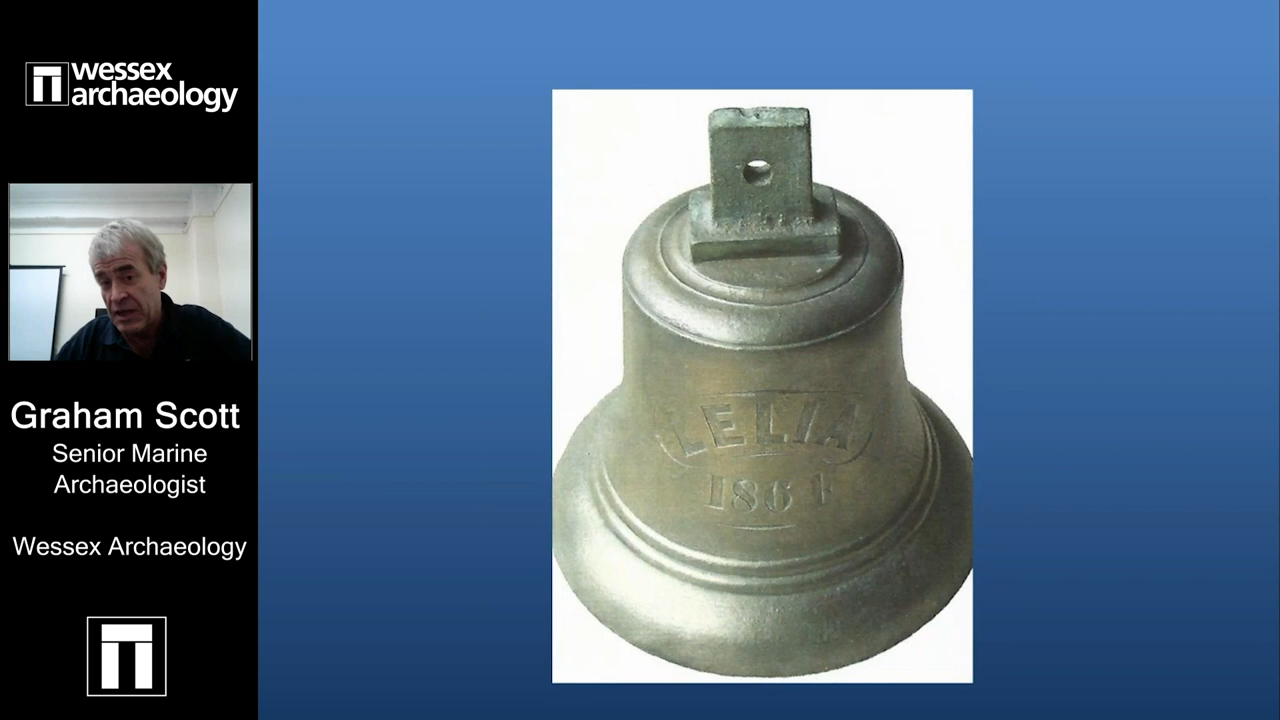 wessex
archaeology
Graham Scott
Senior Marine
Archaeologist
Wessex Archaeology
LELIA
1864